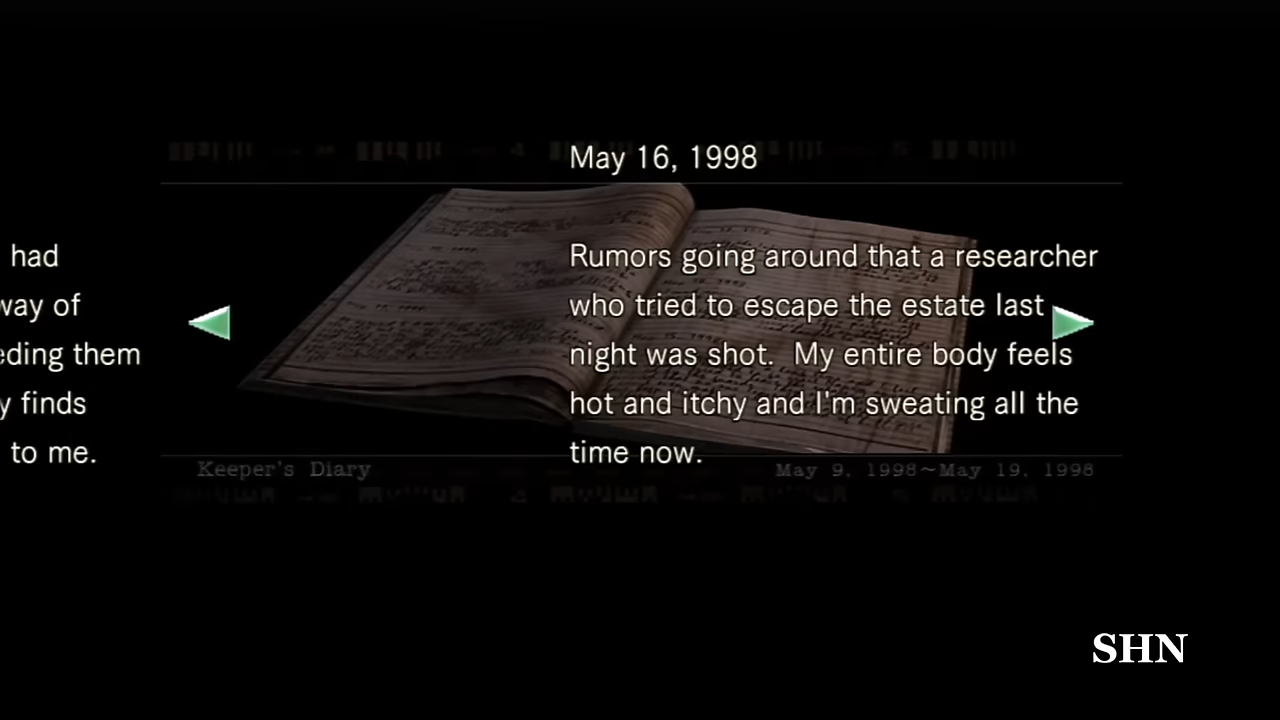 May 16, 1998
had
way of
eding them
y finds
to me.
Rumors going around that a researcher
who tried to escape the estate last
night was shot. My entire body feels
hot and itchy and I'm sweating all the
time now.
Keeper's Diary
May 9, 1998~May 19, 1998
SHN